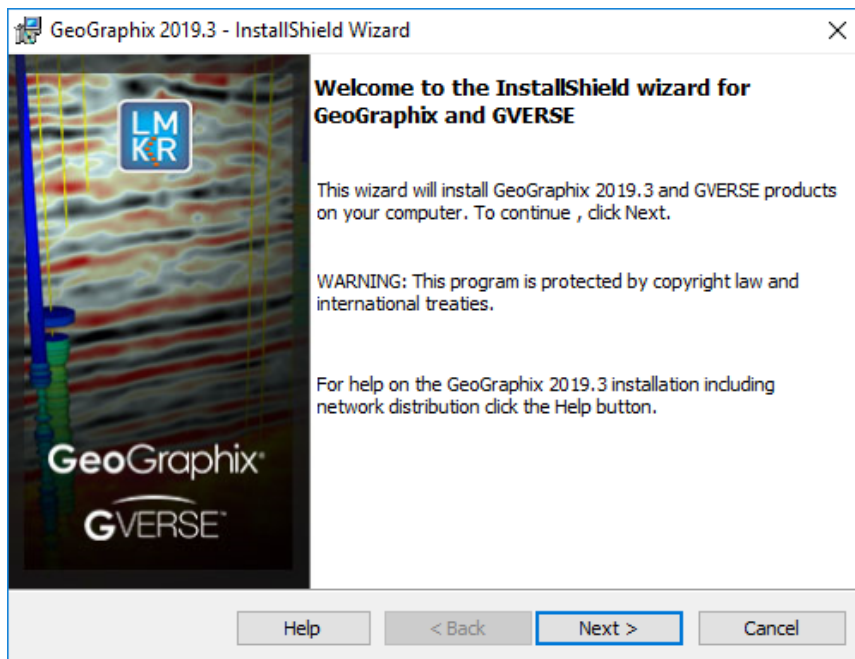 GeoGraphix 2019.3 - InstallShield Wizard
Welcome to the InstallShield wizard for
GeoGraphix and GVERSE
This wizard will install GeoGraphix 2019.3 and GVERSE products
on your computer. To continue , click Next.
WARNING: This program is protected by copyright law and
international treaties.
For help on the GeoGraphix 2019.3 installation including
network distribution click the Help button.
LM
KR
GeoGraphix
GVERSE™
Help
< Back
Next >
Cancel